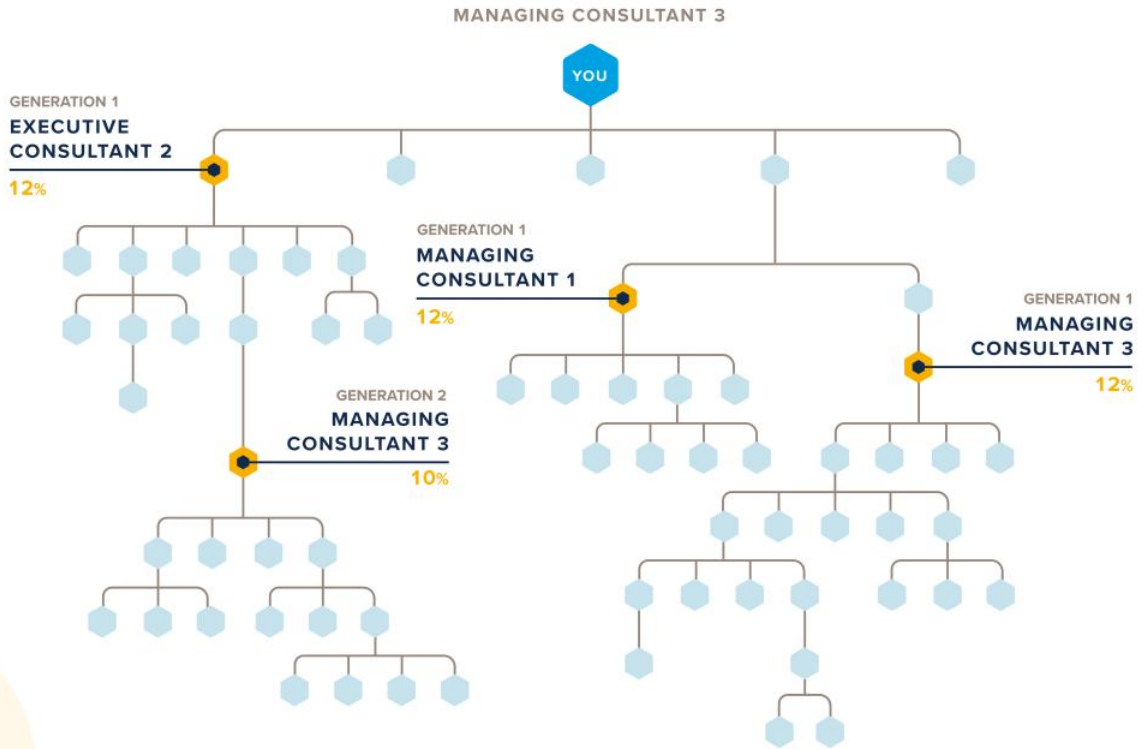 MANAGING CONSULTANT 3
YOU
GENERATION 1
EXECUTIVE
CONSULTANT 2
12%
GENERATION 1
MANAGING
CONSULTANT 1
12%
GENERATION 1
MANAGING
CONSULTANT 3
12%
GENERATION 2
MANAGING
CONSULTANT 3
10%